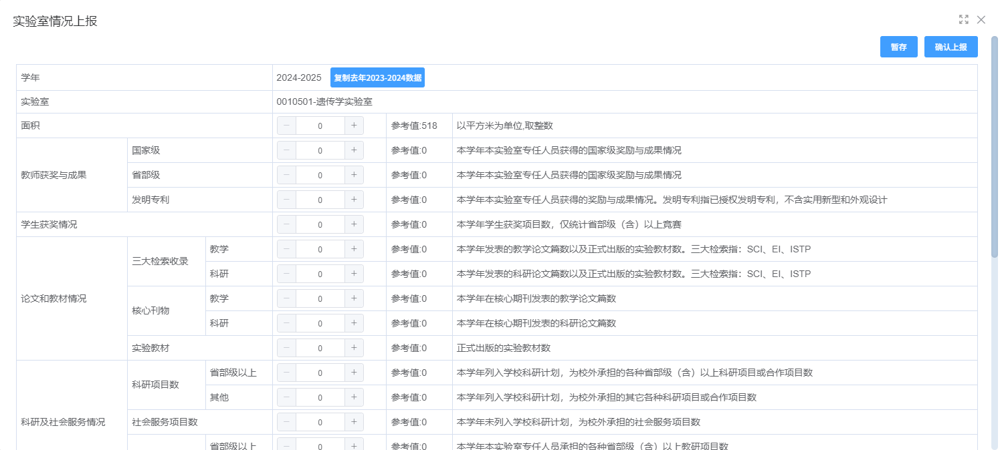 实验室情况上报
暂存 确认上报
学年 2024-2025 复制去年2023-2024数据
实验室 0010501-遗传学实验室
面积 0 参考值:518 以平方米为单位,取整数
国家级 0 参考值:0 本学年本实验室专任人员获得的国家级奖励与成果情况
教师获奖与成果 省部级 0 参考值:0 本学年本实验室专任人员获得的国家级奖励与成果情况
发明专利 0 参考值:0 本学年本实验室专任人员获得的奖励与成果情况。发明专利指已授权发明专利，不含实用新型和外观设计
学生获奖情况 0 参考值:0 本学年学生获奖项目数，仅统计省部级（含）以上竞赛
论文和教材情况
三大检索收录
教学 0 参考值:0 本学年发表的教学论文篇数以及正式出版的实验教材数。三大检索指：SCI、EI、ISTP
科研 0 参考值:0 本学年发表的科研论文篇数以及正式出版的实验教材数。三大检索指：SCI、EI、ISTP
核心刊物
教学 0 参考值:0 本学年在核心期刊发表的教学论文篇数
科研 0 参考值:0 本学年在核心期刊发表的科研论文篇数
实验教材 0 参考值:0 正式出版的实验教材数
科研及社会服务情况
科研项目数
省部级以上 0 参考值:0 本学年列入学校科研计划，为校外承担的各种省部级（含）以上科研项目或合作项目数
其他 0 参考值:0 本学年列入学校科研计划，为校外承担的其它各种科研项目或合作项目数
社会服务项目数 0 参考值:0 本学年未列入学校科研计划，为校外承担的社会服务项目数
省部级以上 0 参考值:0 本学年本实验室专任人员承担的各种省部级（含）以上教研项目数